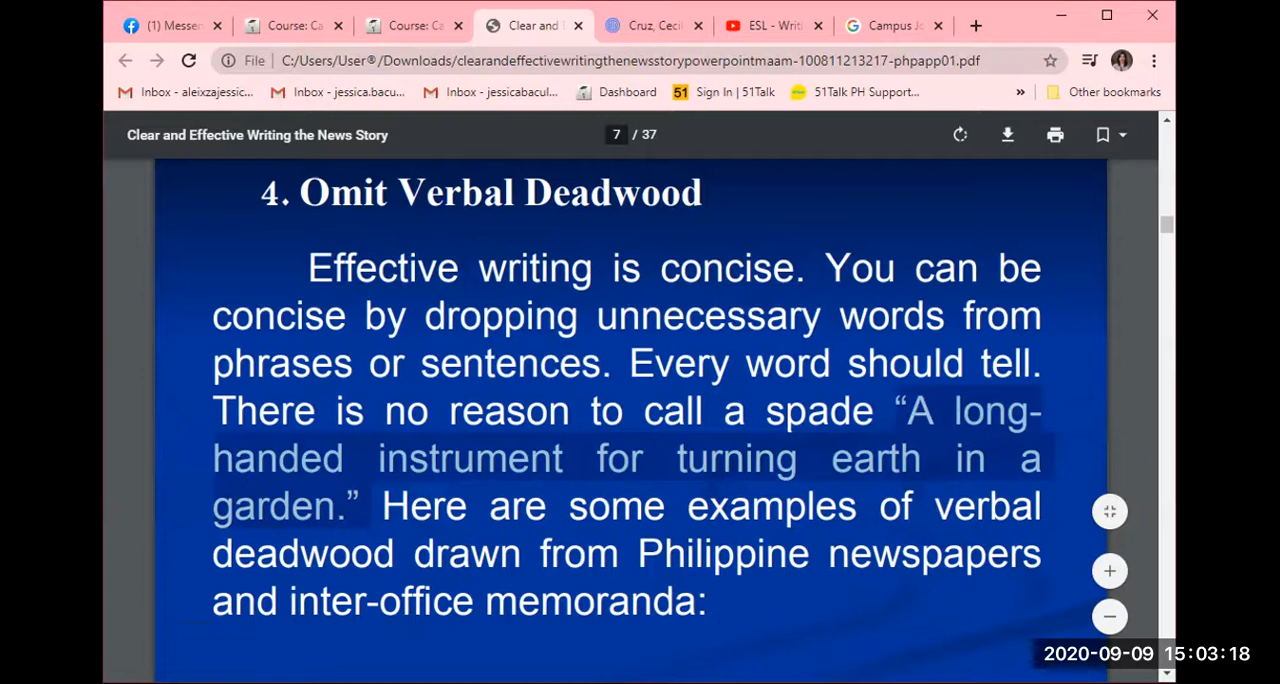 (1) Messen
Course: Ca
Course: Ca
Clear and E
Cruz, Cecil
ESL - Writi
Campus Jo
File | C:/Users/User®/Downloads/clearandeffectivewritingthenewsstorypowerpointmaam-100811213217-phpapp01.pdf
Inbox - aleixzajessic...
Inbox - jessica.bacu...
Inbox - jessicabacul...
Dashboard
51 Sign In | 51Talk
51Talk PH Support...
»
Other bookmarks
Clear and Effective Writing the News Story
7 / 37
4. Omit Verbal Deadwood
Effective writing is concise. You can be
concise by dropping unnecessary words from
phrases or sentences. Every word should tell.
There is no reason to call a spade “A long-
handed instrument for turning earth in a
garden.” Here are some examples of verbal
deadwood drawn from Philippine newspapers
and inter-office memoranda:
2020-09-09 15:03:18